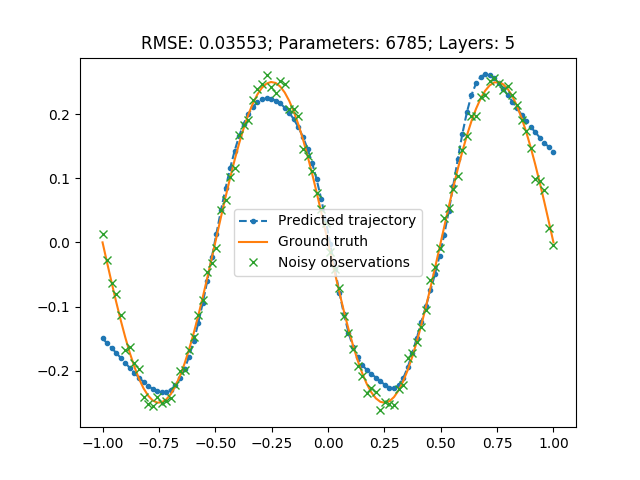 RMSE: 0.03553; Parameters: 6785; Layers: 5
0.2
0.1
0.0
−0.1
−0.2
Predicted trajectory
Ground truth
Noisy observations
−1.00 −0.75 −0.50 −0.25 0.00 0.25 0.50 0.75 1.00